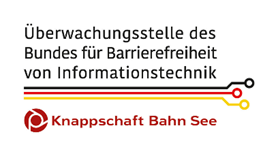 Überwachungsstelle des
Bundes für Barrierefreiheit
von Informationstechnik
Knappschaft Bahn See